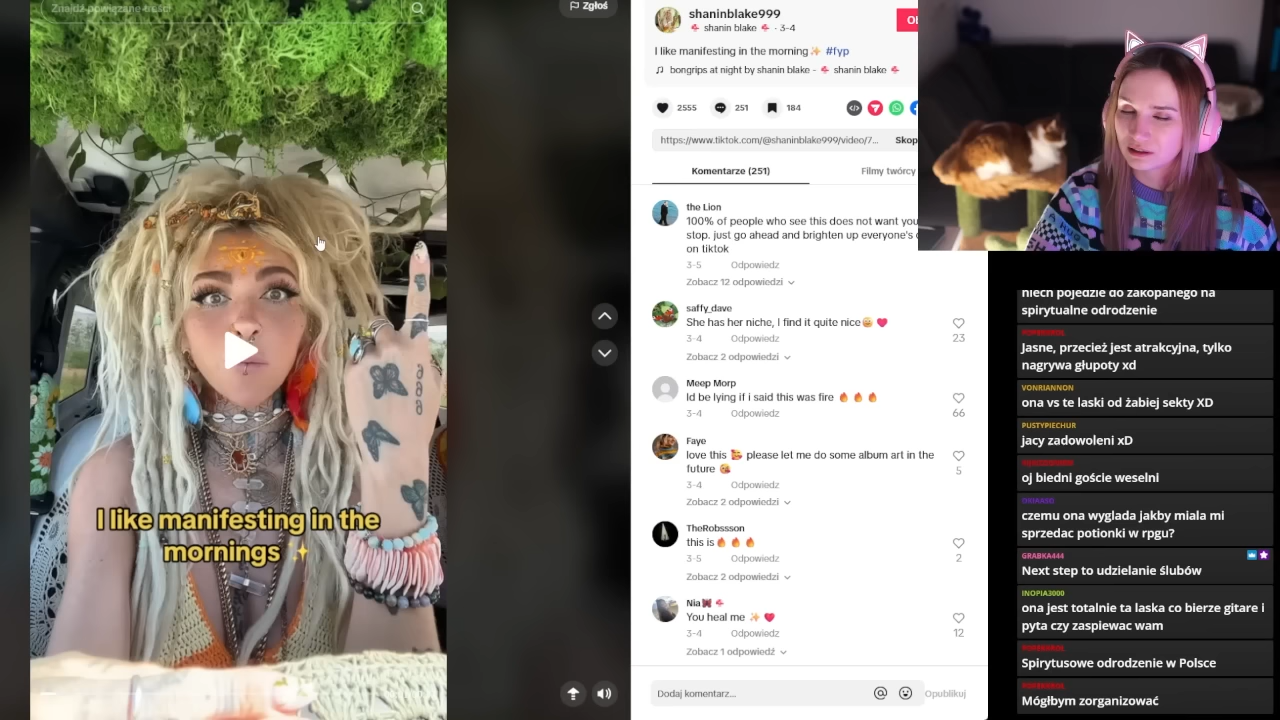 Znajdź powiązane treści
Zgłoś
I like manifesting in the
mornings ✨
shaninblake999
shanin blake · 3-4
I like manifesting in the morning✨ #fyp
♫ bongrips at night by shanin blake - shanin blake
2555
251
184
https://www.tiktok.com/@shaninblake999/video/7...
Skop
Komentarze (251)
Filmy twórcy
the Lion
100% of people who see this does not want you
stop. just go ahead and brighten up everyone's
on tiktok
3-5 Odpowiedz
Zobacz 12 odpowiedzi
saffy_dave
She has her niche, I find it quite nice
3-4 Odpowiedz
23
Zobacz 2 odpowiedzi
Meep Morp
Id be lying if i said this was fire 🔥 🔥 🔥
3-4 Odpowiedz
66
Faye
love this 🥰 please let me do some album art in the
future 😘
3-4 Odpowiedz
5
Zobacz 2 odpowiedzi
TheRobssson
this is🔥 🔥 🔥
3-5 Odpowiedz
2
Zobacz 2 odpowiedzi
Nia
You heal me ✨ 💖
3-4 Odpowiedz
12
Zobacz 1 odpowiedź
Dodaj komentarz...
Opublikuj
niech pojedzie do zakopanego na
spirytualne odrodzenie
Jasne, przecież jest atrakcyjna, tylko
nagrywa głupoty xd
VONRIANNON
ona vs te laski od żabiej sekty XD
PUSTYPIECHUR
jacy zadowoleni xD
oj biedni goście weselni
czemu ona wyglada jakby miala mi
sprzedac potionki w rpgu?
GRABKA444
Next step to udzielanie ślubów
INOPIA3000
ona jest totalnie ta laska co bierze gitare i
pyta czy zaspiewac wam
Spirytusowe odrodzenie w Polsce
Mógłbym zorganizować